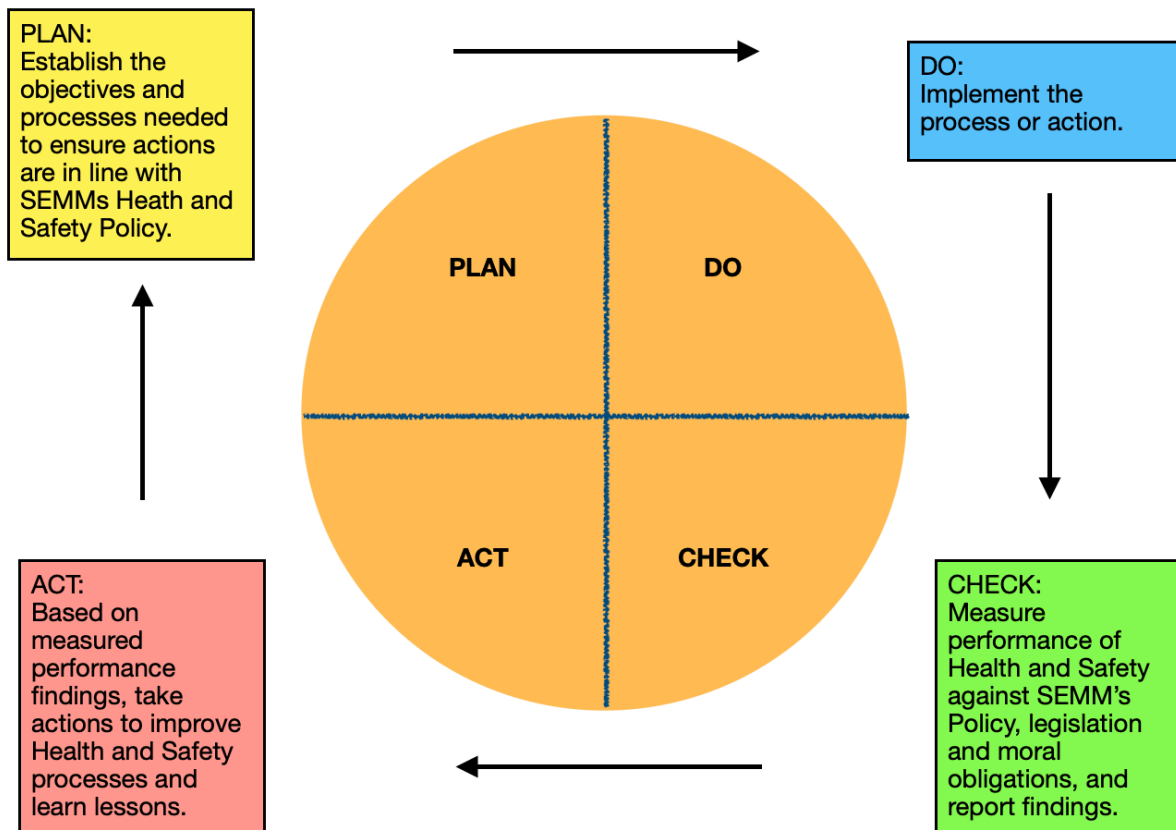 PLAN:
Establish the
objectives and
processes needed
to ensure actions
are in line with
SEMMs Heath and
Safety Policy.
DO:
Implement the
process or action.
PLAN
DO
ACT
CHECK
ACT:
Based on
measured
performance
findings, take
actions to improve
Health and Safety
processes and
learn lessons.
CHECK:
Measure
performance of
Health and Safety
against SEMM’s
Policy, legislation
and moral
obligations, and
report findings.